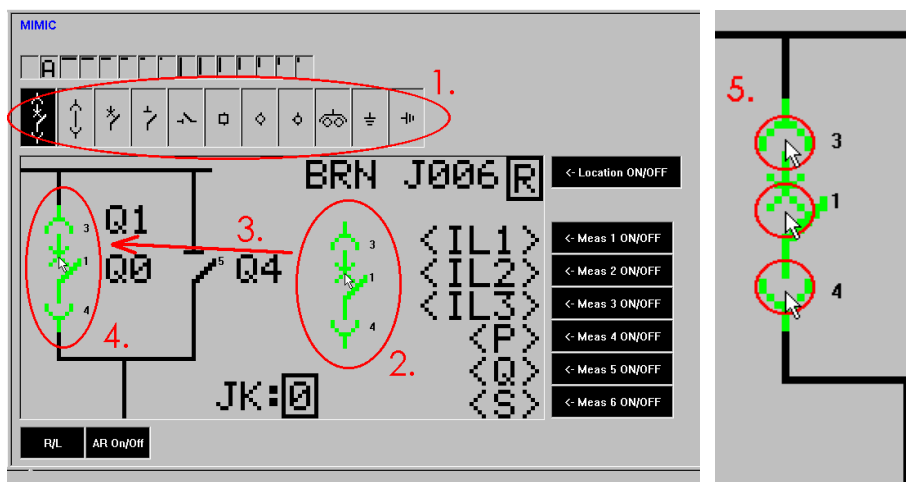 MIMIC
A
1.
BRN J006 R
<- Location ON/OFF
Q1
3
3.
3
<IL1>
<- Meas 1 ON/OFF
1
Q0
5
Q4
1
<IL2>
<- Meas 2 ON/OFF
<IL3>
<- Meas 3 ON/OFF
4
4.
4
<P>
<- Meas 4 ON/OFF
2.
<Q>
<- Meas 5 ON/OFF
JK:0
<S>
<- Meas 6 ON/OFF
R/L
AR On/Off
5.
3
1
4